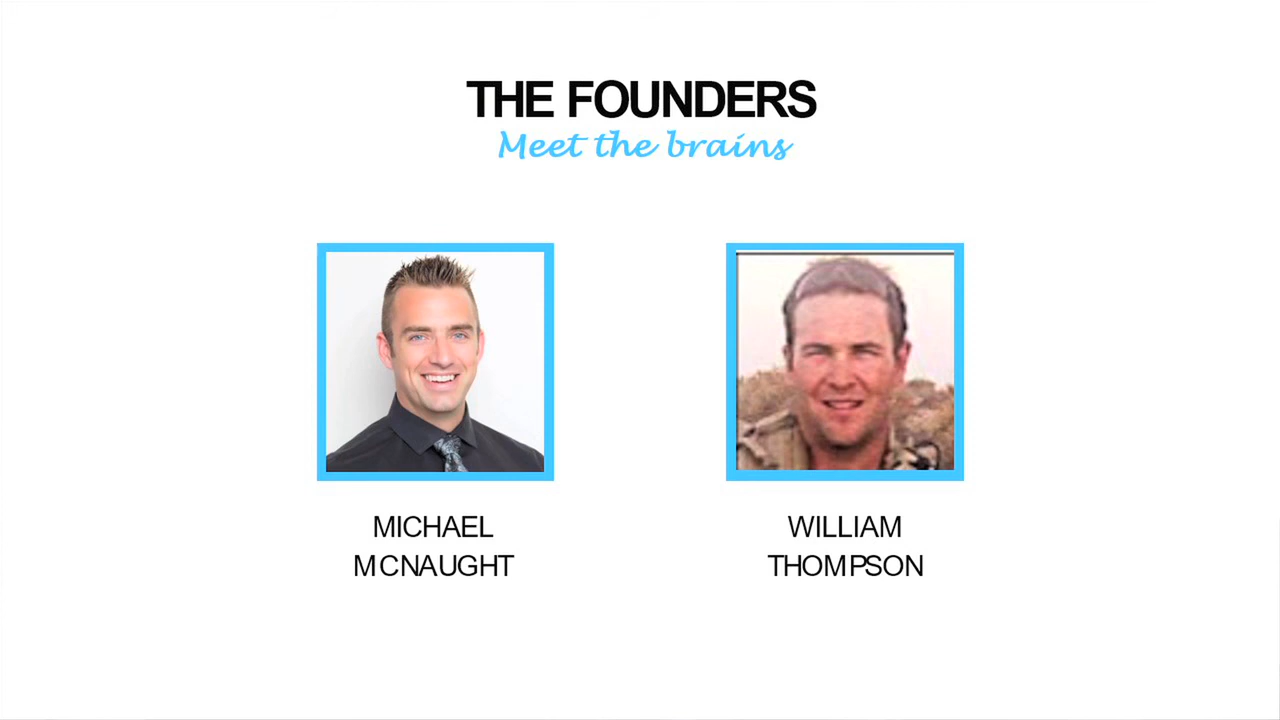 THE FOUNDERS
Meet the brains
MICHAEL
MCNAUGHT
WILLIAM
THOMPSON